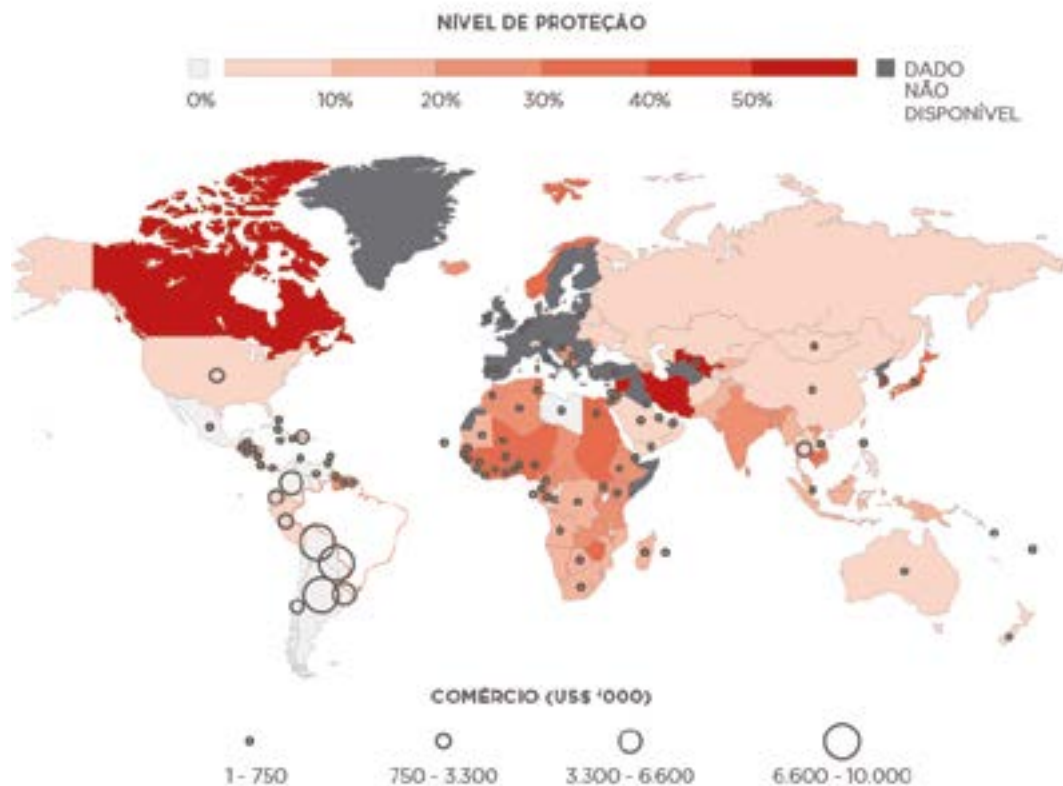 NÍVEL DE PROTEÇÃO
0%
10%
20%
30%
40%
50%
DADO
NÃO
DISPONÍVEL
COMÉRCIO (US$ '000)
1 - 750
750 - 3.300
3.300 - 6.600
6.600 - 10.000